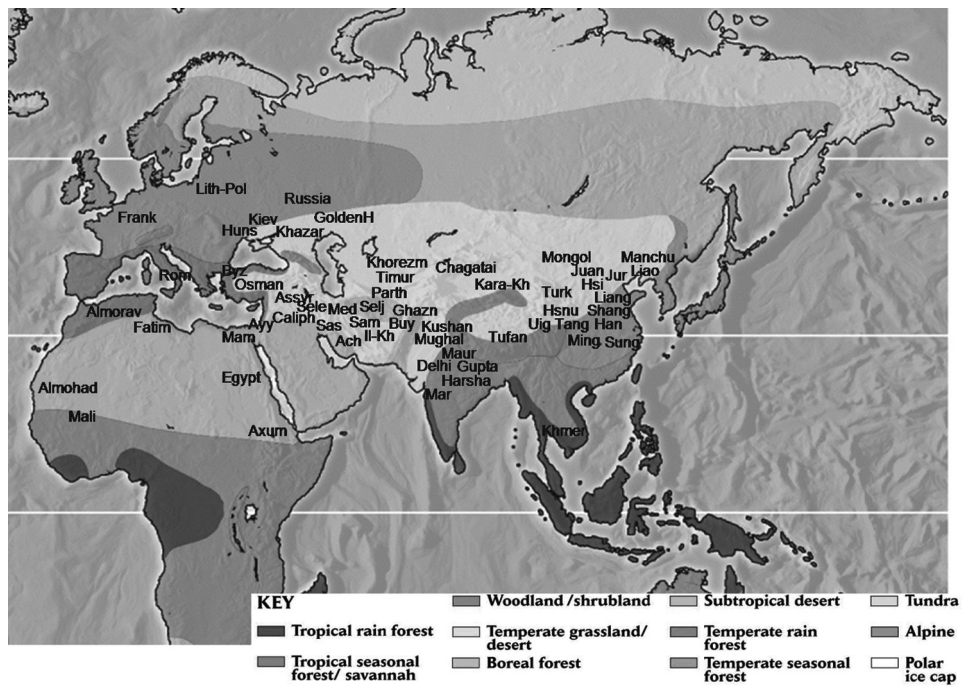 Lith-Pol
Russia
Frank
Kiev
GoldenH
Huns
Khazar
Mongol
Manchu
Khorezm
Chagatai
Juan
Jur
Liao
Rom
Byz
Timur
Kara-Kh
Hsi
Osman
Parth
Turk
Liang
Assyr
Sele
Med
Selj
Ghazn
Hsnu
Shang
Almorav
Caliph
Sas
Sam
Buy
Kushan
Uig
Tang
Han
Fatim
Ayy
Mam
Ach
Il-Kh
Mughal
Tufan
Ming
Sung
Maur
Egypt
Delhi
Gupta
Almohad
Harsha
Mar
Mali
Axum
Khmer
KEY
Tropical rain forest
Tropical seasonal
forest/ savannah
Woodland /shrubland
Temperate grassland/
desert
Boreal forest
Subtropical desert
Temperate rain
forest
Temperate seasonal
forest
Tundra
Alpine
Polar
ice cap